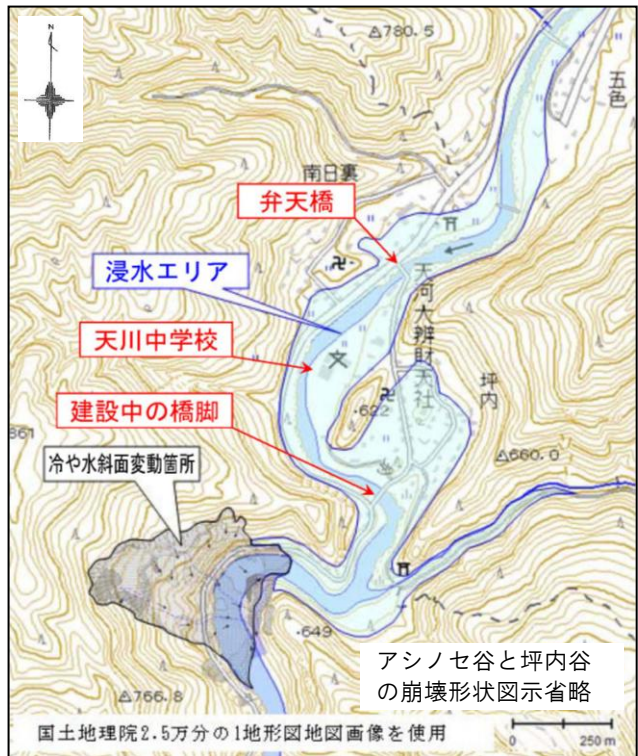 N
△780.5
五色
南日裏
弁天橋
浸水エリア
天河大辨財天社
天川中学校
文
坪内
・622
建設中の橋脚
861
△660.0
冷や水斜面変動箇所
・649
アシノセ谷と坪内谷
の崩壊形状図示省略
△766.8
国土地理院2.5万分の1地形図地図画像を使用
0 250 m